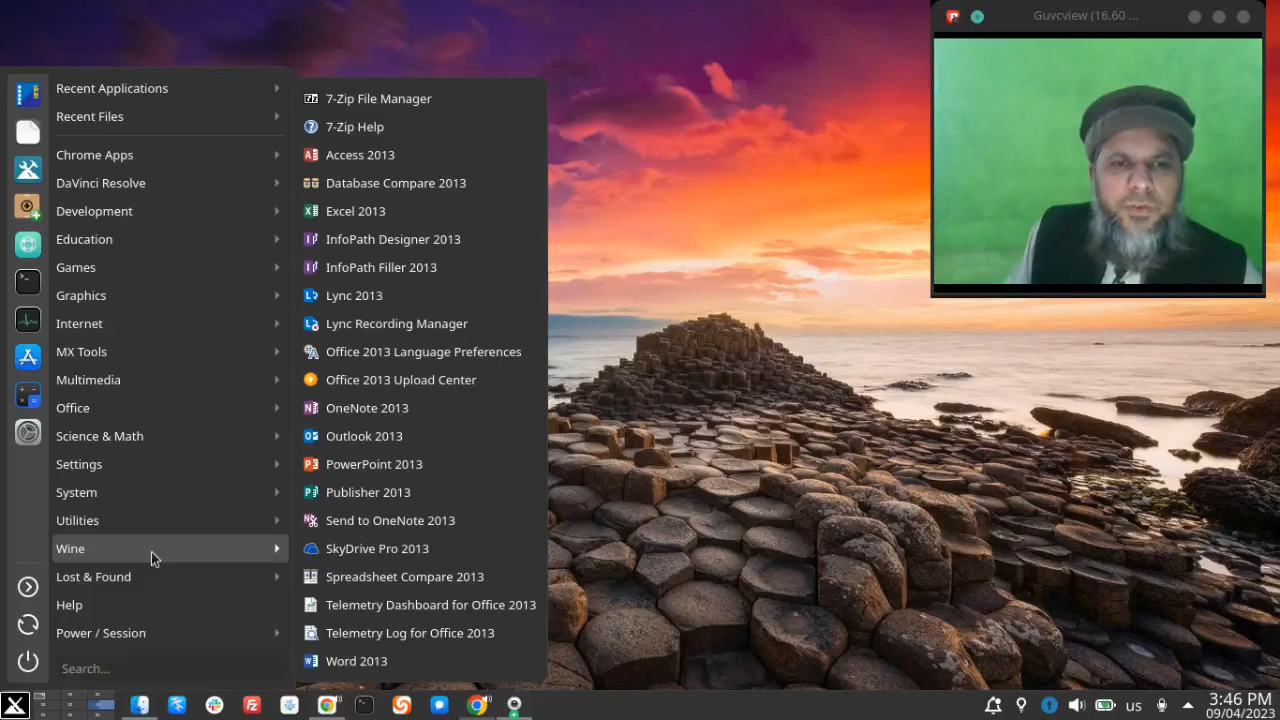 Guvcview (16.60 ...
Recent Applications
Recent Files
Chrome Apps
DaVinci Resolve
Development
Education
Games
Graphics
Internet
MX Tools
Multimedia
Office
Science & Math
Settings
System
Utilities
Wine
Lost & Found
Help
Power / Session
Search...
7-Zip File Manager
7-Zip Help
Access 2013
Database Compare 2013
Excel 2013
InfoPath Designer 2013
InfoPath Filler 2013
Lync 2013
Lync Recording Manager
Office 2013 Language Preferences
Office 2013 Upload Center
OneNote 2013
Outlook 2013
PowerPoint 2013
Publisher 2013
Send to OneNote 2013
SkyDrive Pro 2013
Spreadsheet Compare 2013
Telemetry Dashboard for Office 2013
Telemetry Log for Office 2013
Word 2013
us
3:46 PM
09/04/2023